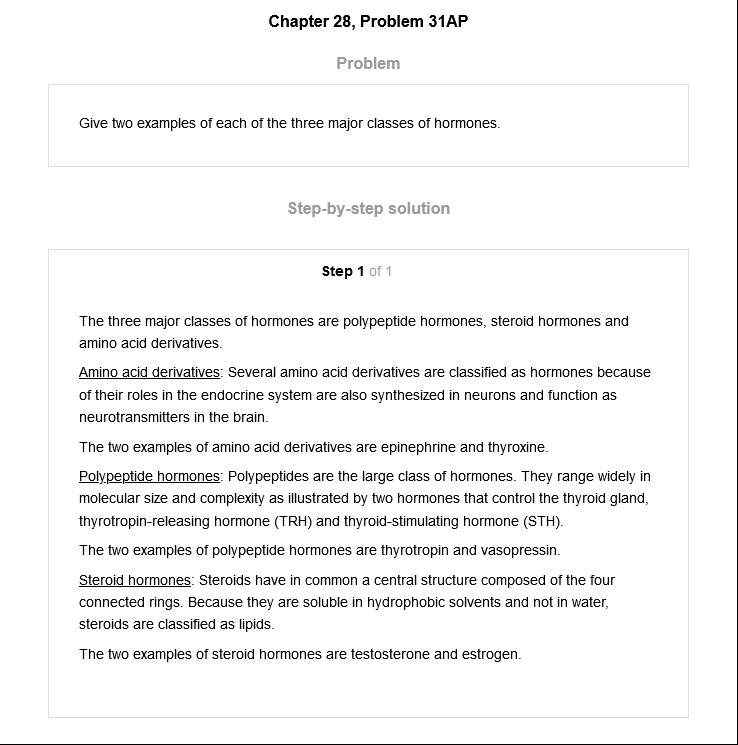 Chapter 28, Problem 31AP
Problem
Give two examples of each of the three major classes of hormones.
Step-by-step solution
Step 1 of 1
The three major classes of hormones are polypeptide hormones, steroid hormones and
amino acid derivatives.
Amino acid derivatives: Several amino acid derivatives are classified as hormones because
of their roles in the endocrine system are also synthesized in neurons and function as
neurotransmitters in the brain.
The two examples of amino acid derivatives are epinephrine and thyroxine.
Polypeptide hormones: Polypeptides are the large class of hormones. They range widely in
molecular size and complexity as illustrated by two hormones that control the thyroid gland,
thyrotropin-releasing hormone (TRH) and thyroid-stimulating hormone (STH).
The two examples of polypeptide hormones are thyrotropin and vasopressin.
Steroid hormones: Steroids have in common a central structure composed of the four
connected rings. Because they are soluble in hydrophobic solvents and not in water,
steroids are classified as lipids.
The two examples of steroid hormones are testosterone and estrogen.